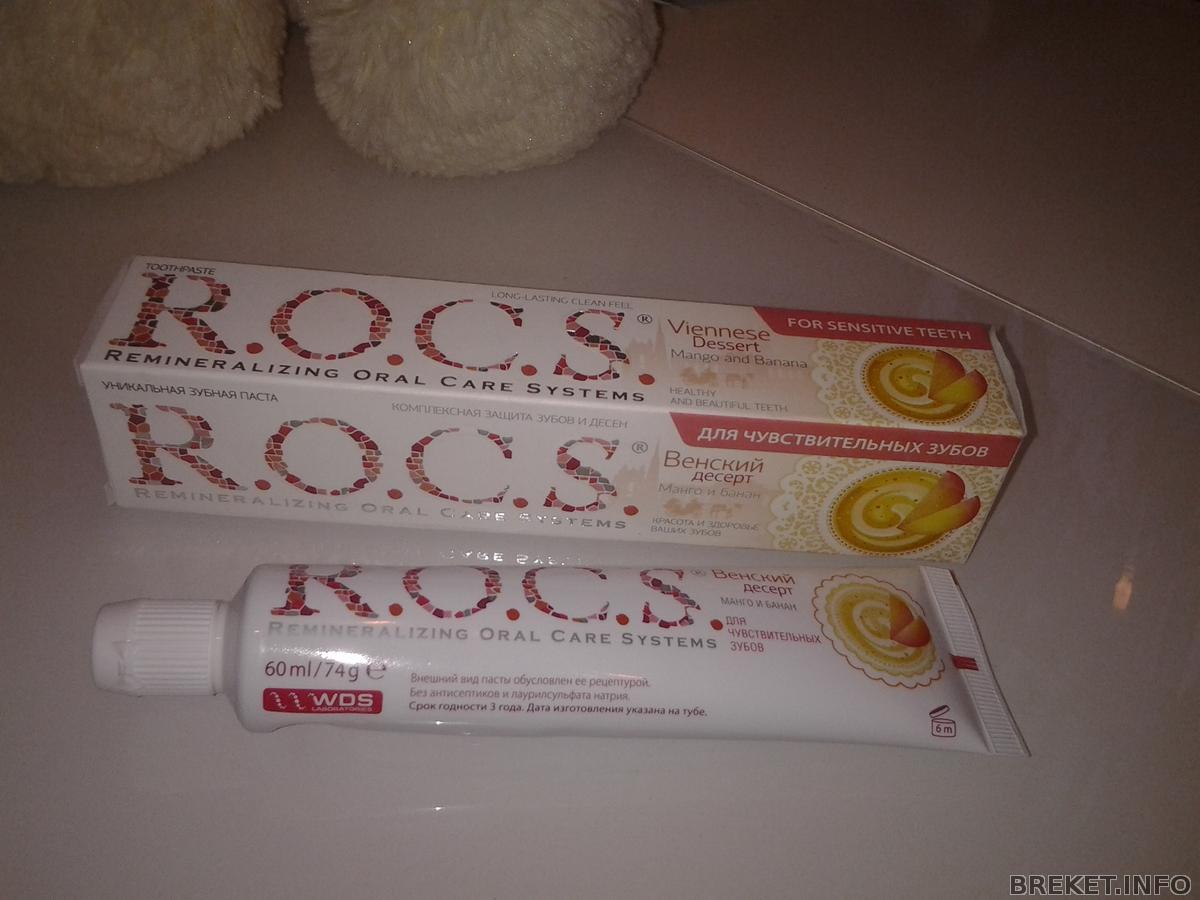 TOOTHPASTE
LONG-LASTING CLEAN FEEL
R.O.C.S.®
REMINERALIZING ORAL CARE SYSTEMS
Viennese
Dessert
Mango and Banana
HEALTHY
AND BEAUTIFUL TEETH
FOR SENSITIVE TEETH
УНИКАЛЬНАЯ ЗУБНАЯ ПАСТА
КОМПЛЕКСНАЯ ЗАЩИТА ЗУБОВ И ДЕСЕН
R.O.C.S.®
REMINERALIZING ORAL CARE SYSTEMS
Венский
десерт
Манго и банан
КРАСОТА И ЗДОРОВЬЕ
ВАШИХ ЗУБОВ
ДЛЯ ЧУВСТВИТЕЛЬНЫХ ЗУБОВ
R.O.C.S.®
REMINERALIZING ORAL CARE SYSTEMS
Венский
десерт
МАНГО И БАНАН
ДЛЯ
ЧУВСТВИТЕЛЬНЫХ
ЗУБОВ
60 ml/74g e
WDS
LABORATORIES
Внешний вид пасты обусловлен ее рецептурой.
Без антисептиков и лаурилсульфата натрия.
Срок годности 3 года. Дата изготовления указана на тубе.
6 m
BREKET.INFO